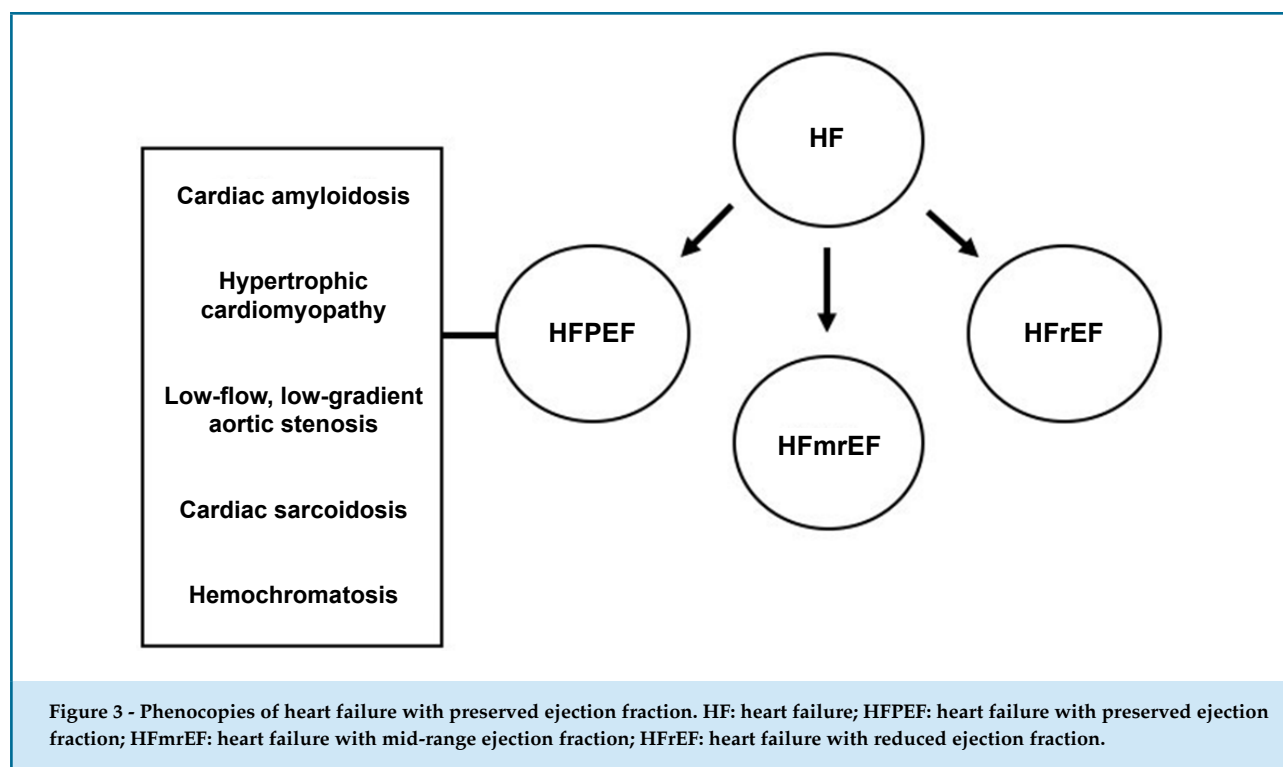 HF
Cardiac amyloidosis
Hypertrophic
cardiomyopathy
Low-flow, low-gradient
aortic stenosis
Cardiac sarcoidosis
Hemochromatosis
HFPEF
HFmrEF
HFrEF
Figure 3 - Phenocopies of heart failure with preserved ejection fraction. HF: heart failure; HFPEF: heart failure with preserved ejection
fraction; HFmrEF: heart failure with mid-range ejection fraction; HFrEF: heart failure with reduced ejection fraction.